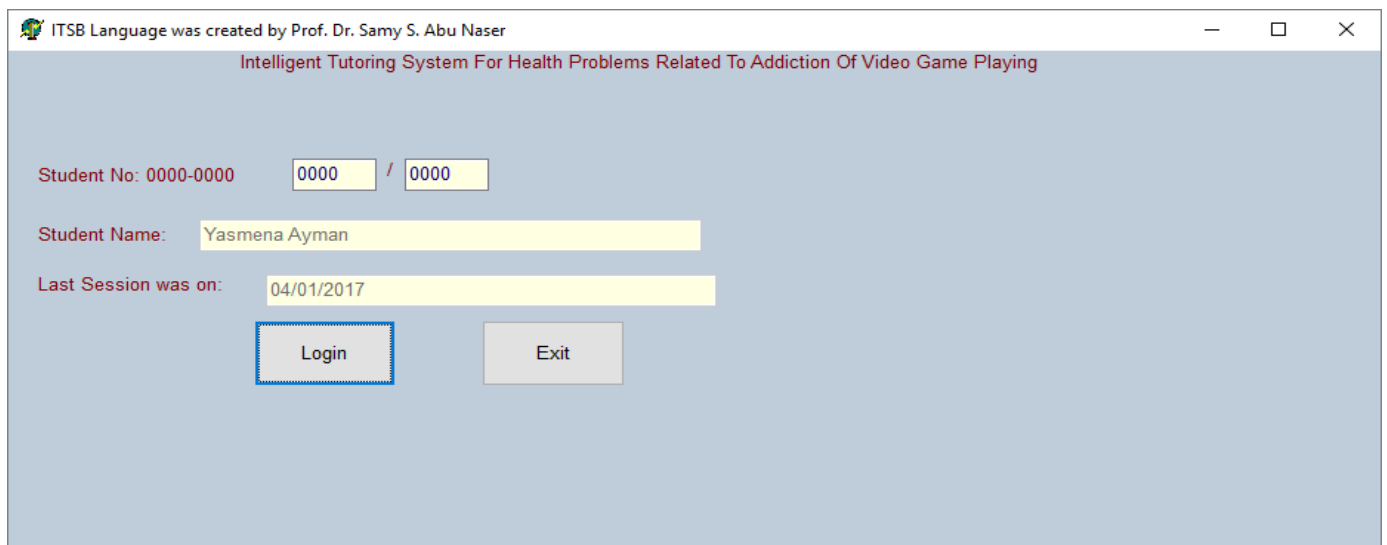 ITSB Language was created by Prof. Dr. Samy S. Abu Naser
Intelligent Tutoring System For Health Problems Related To Addiction Of Video Game Playing
Student No: 0000-0000 0000 / 0000
Student Name: Yasmena Ayman
Last Session was on: 04/01/2017
Login Exit